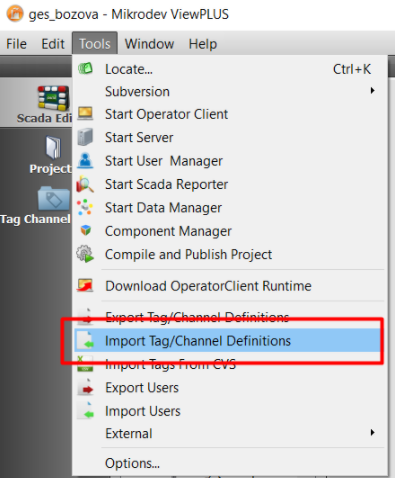 ges_bozova - Mikrodev ViewPLUS
File Edit Tools Window Help
Locate... Ctrl+K
Subversion
Scada Edi
Start Operator Client
Start Server
Start User Manager
Project
Start Scada Reporter
Start Data Manager
Tag Channel
Component Manager
Compile and Publish Project
Download OperatorClient Runtime
Export Tag/Channel Definitions
Import Tag/Channel Definitions
Import Tags From CVS
Export Users
Import Users
External
Options...